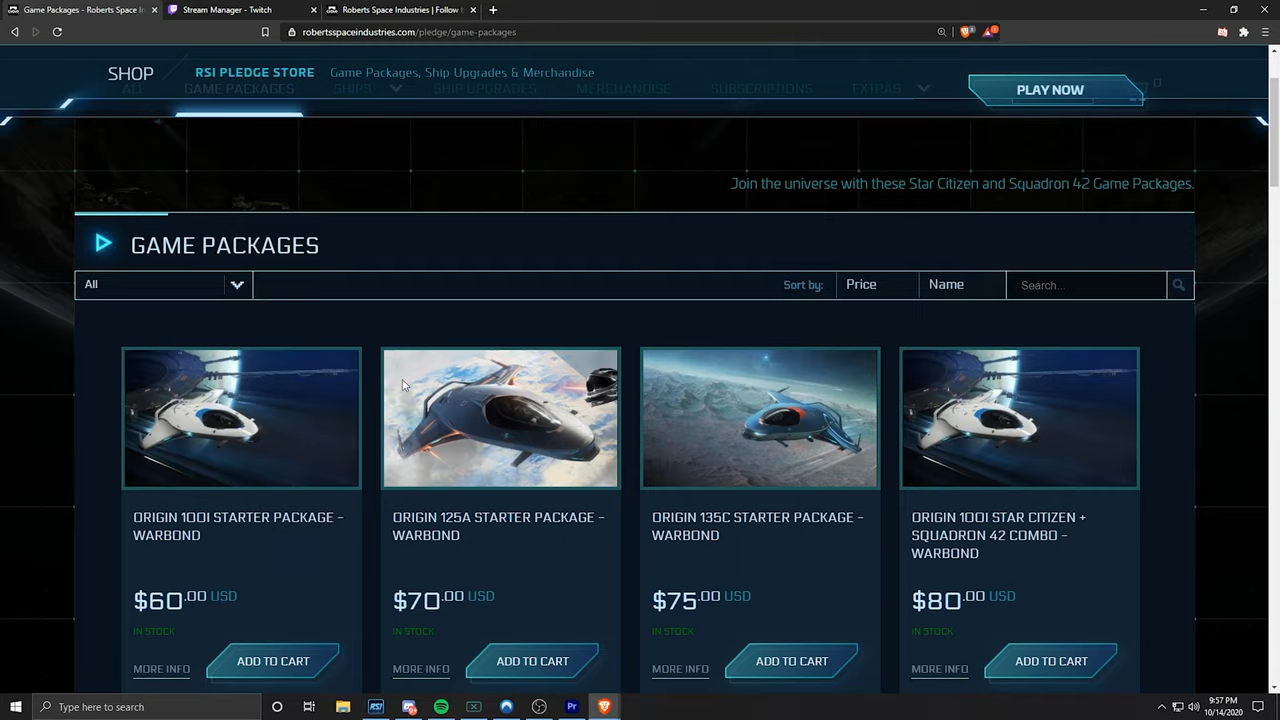 Game Packages - Roberts Space In
Stream Manager - Twitch
Roberts Space Industries | Follow t
robertsspaceindustries.com/pledge/game-packages
SHOP
RSI PLEDGE STORE
Game Packages, Ship Upgrades & Merchandise
PLAY NOW
ALL
GAME PACKAGES
SHIPS
SHIP UPGRADES
MERCHANDISE
SUBSCRIPTIONS
EXTRAS
0
Join the universe with these Star Citizen and Squadron 42 Game Packages.
GAME PACKAGES
All
Sort by:
Price
Name
Search...
ORIGIN 100I STARTER PACKAGE -
WARBOND
$60.00 USD
IN STOCK
MORE INFO
ADD TO CART
ORIGIN 125A STARTER PACKAGE -
WARBOND
$70.00 USD
IN STOCK
MORE INFO
ADD TO CART
ORIGIN 135C STARTER PACKAGE -
WARBOND
$75.00 USD
IN STOCK
MORE INFO
ADD TO CART
ORIGIN 100I STAR CITIZEN +
SQUADRON 42 COMBO -
WARBOND
$80.00 USD
IN STOCK
MORE INFO
ADD TO CART
Type here to search
RSI
Pr
9:57 PM
10/14/2020